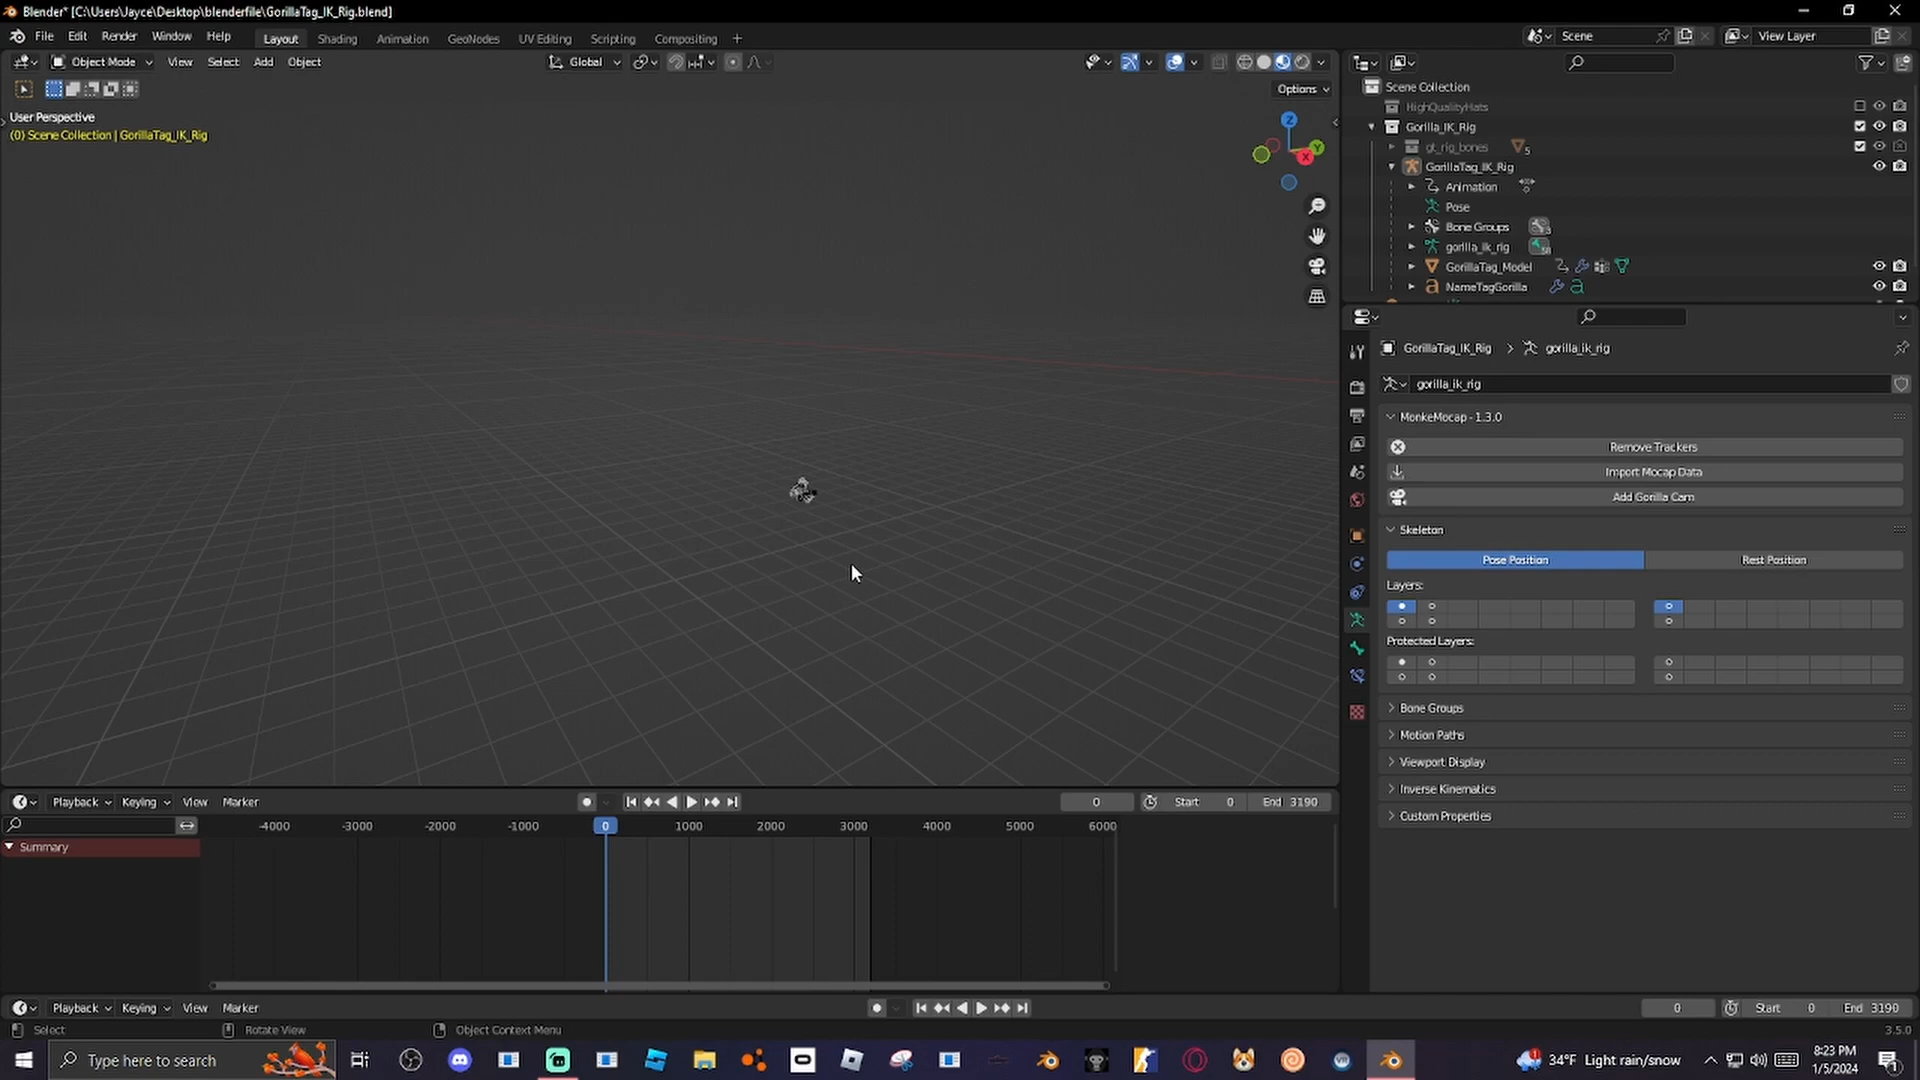 Blender* [C:\Users\Jayce\Desktop\blenderfile\GorillaTag_IK_Rig.blend]
File Edit Render Window Help Layout Shading Animation GeoNodes UV Editing Scripting Compositing + Scene View Layer
Object Mode View Select Add Object Global
Options
User Perspective
(0) Scene Collection | GorillaTag_IK_Rig
Z
Y
X
Scene Collection
HighQualityHats
Gorilla_IK_Rig
gt_rig_bones 5
GorillaTag_IK_Rig
Animation
Pose
Bone Groups 3
gorilla_ik_rig
GorillaTag_Model
NameTagGorilla
GorillaTag_IK_Rig > gorilla_ik_rig
gorilla_ik_rig
MonkeMocap - 1.3.0
Remove Trackers
Import Mocap Data
Add Gorilla Cam
Skeleton
Pose Position Rest Position
Layers:
Protected Layers:
Bone Groups
Motion Paths
Viewport Display
Inverse Kinematics
Custom Properties
Playback Keying View Marker 0 Start 0 End 3190
-4000 -3000 -2000 -1000 0 1000 2000 3000 4000 5000 6000
Summary
Playback Keying View Marker 0 Start 0 End 3190
Select Rotate View Object Context Menu 3.5.0
Type here to search 34°F Light rain/snow 8:23 PM
1/5/2024